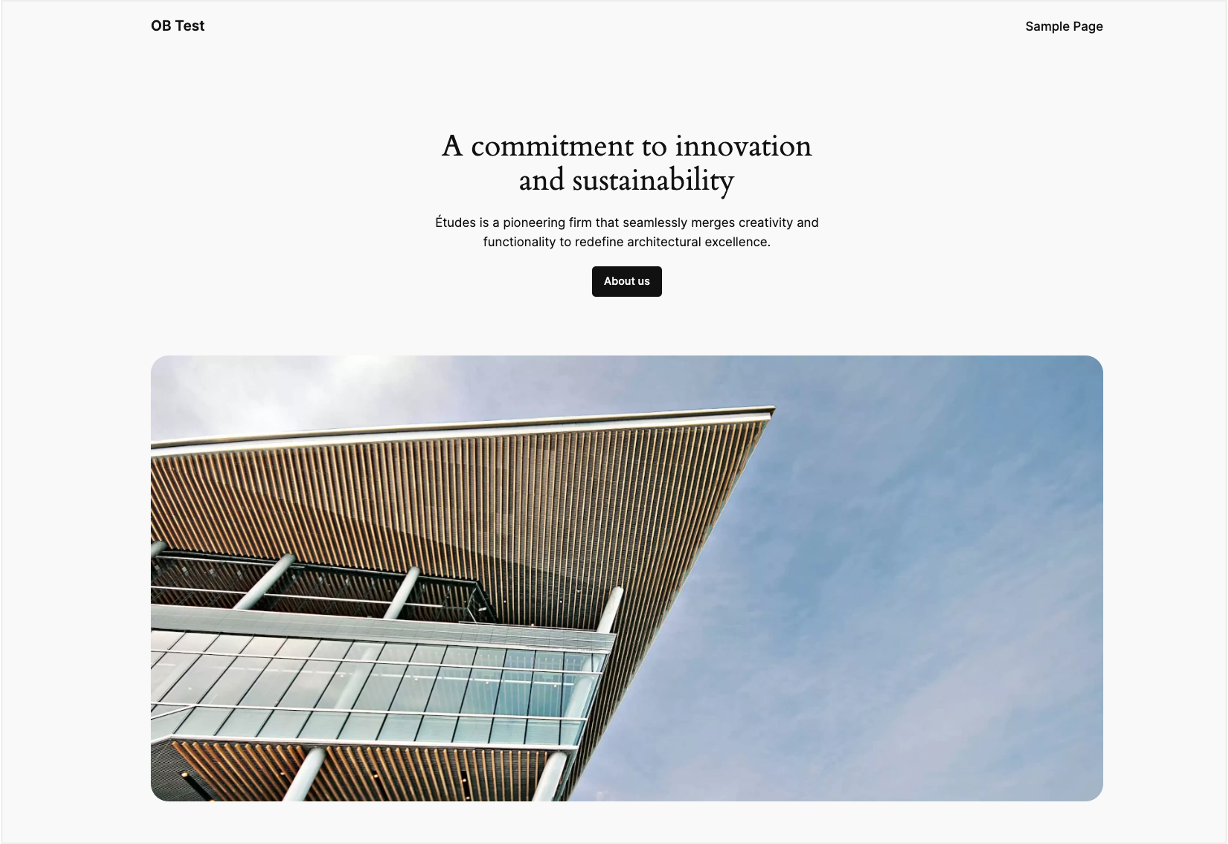 OB Test
Sample Page
A commitment to innovation
and sustainability
Études is a pioneering firm that seamlessly merges creativity and
functionality to redefine architectural excellence.
About us